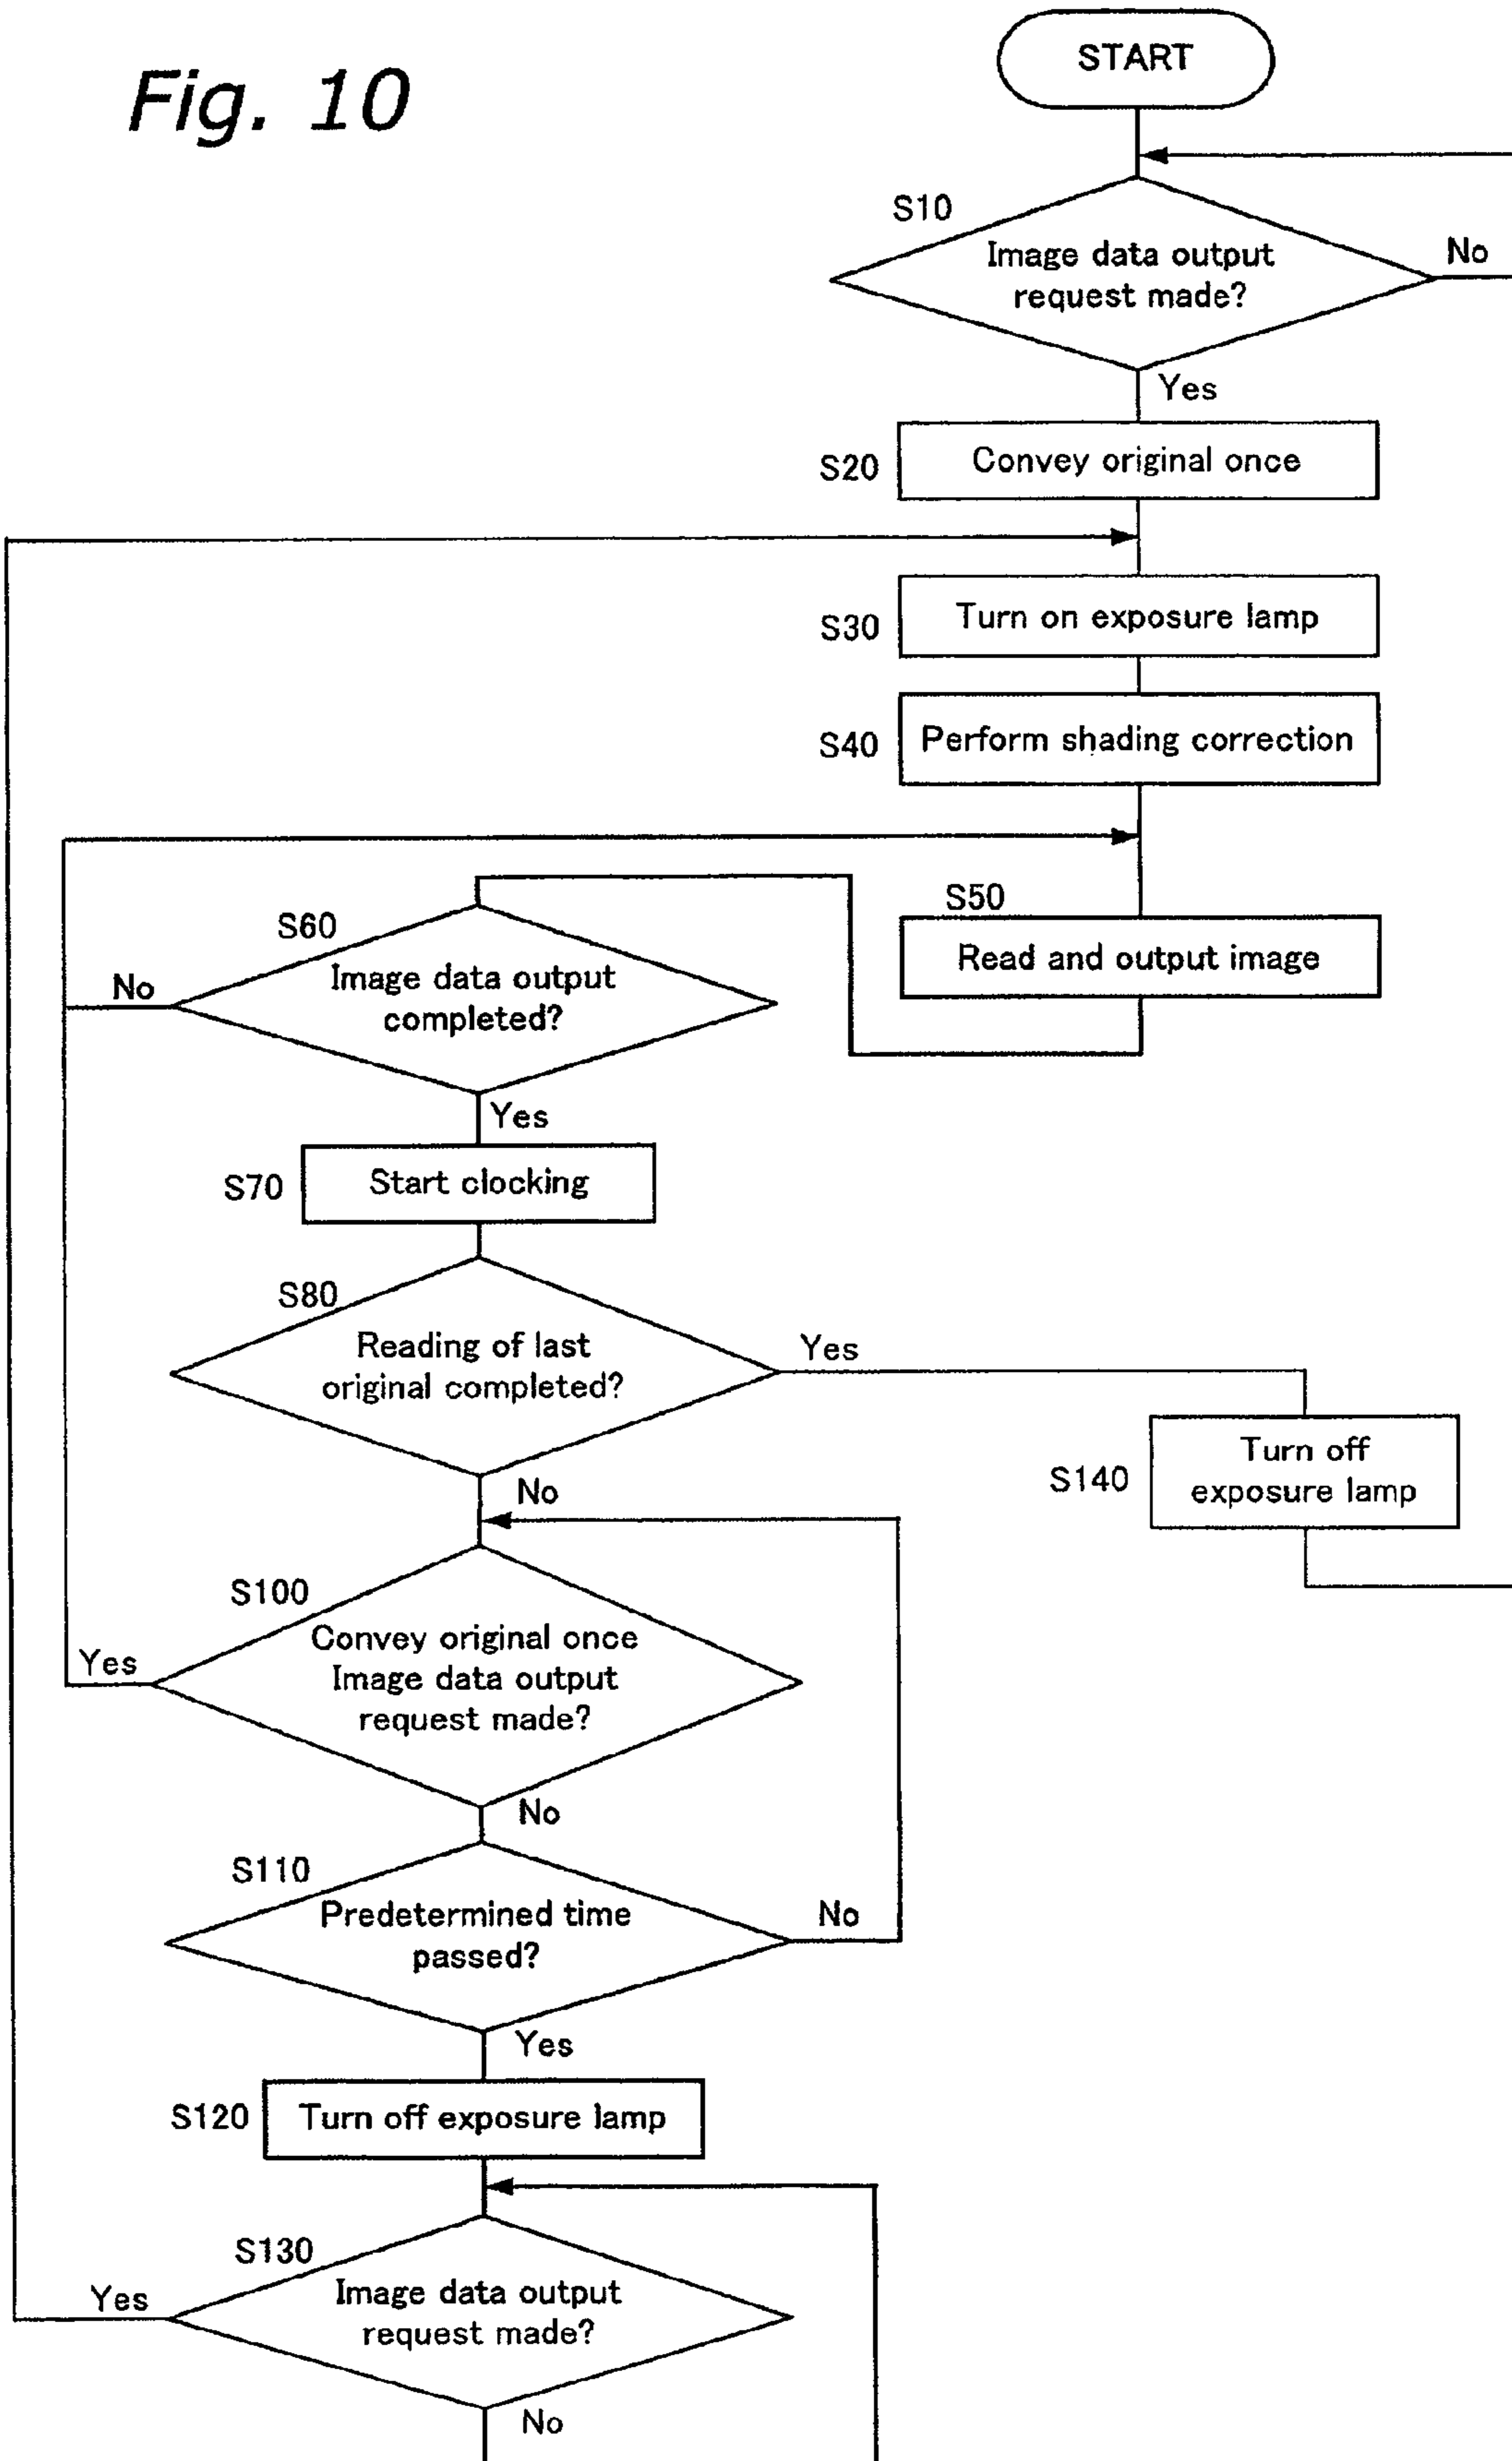 Fig. 10
START
S10
Image data output
request made?
No
Yes
S20
Convey original once
S30
Turn on exposure lamp
S40
Perform shading correction
S50
Read and output image
S60
Image data output
completed?
No
Yes
S70
Start clocking
S80
Reading of last
original completed?
Yes
No
S140
Turn off
exposure lamp
S100
Convey original once
Image data output
request made?
Yes
No
S110
Predetermined time
passed?
No
Yes
S120
Turn off exposure lamp
S130
Image data output
request made?
Yes
No